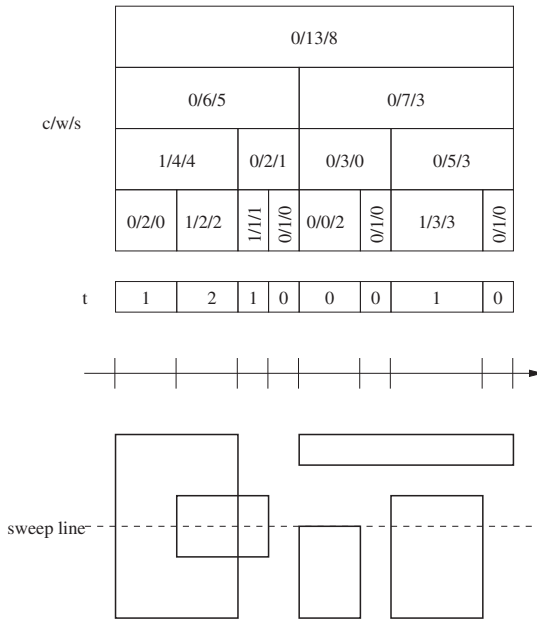 0/13/8
0/6/5 0/7/3
c/w/s
1/4/4 0/2/1 0/3/0 0/5/3
0/2/0 1/2/2 1/1/1 0/1/0 0/0/2 0/1/0 1/3/3 0/1/0
t 1 2 1 0 0 0 1 0
sweep line